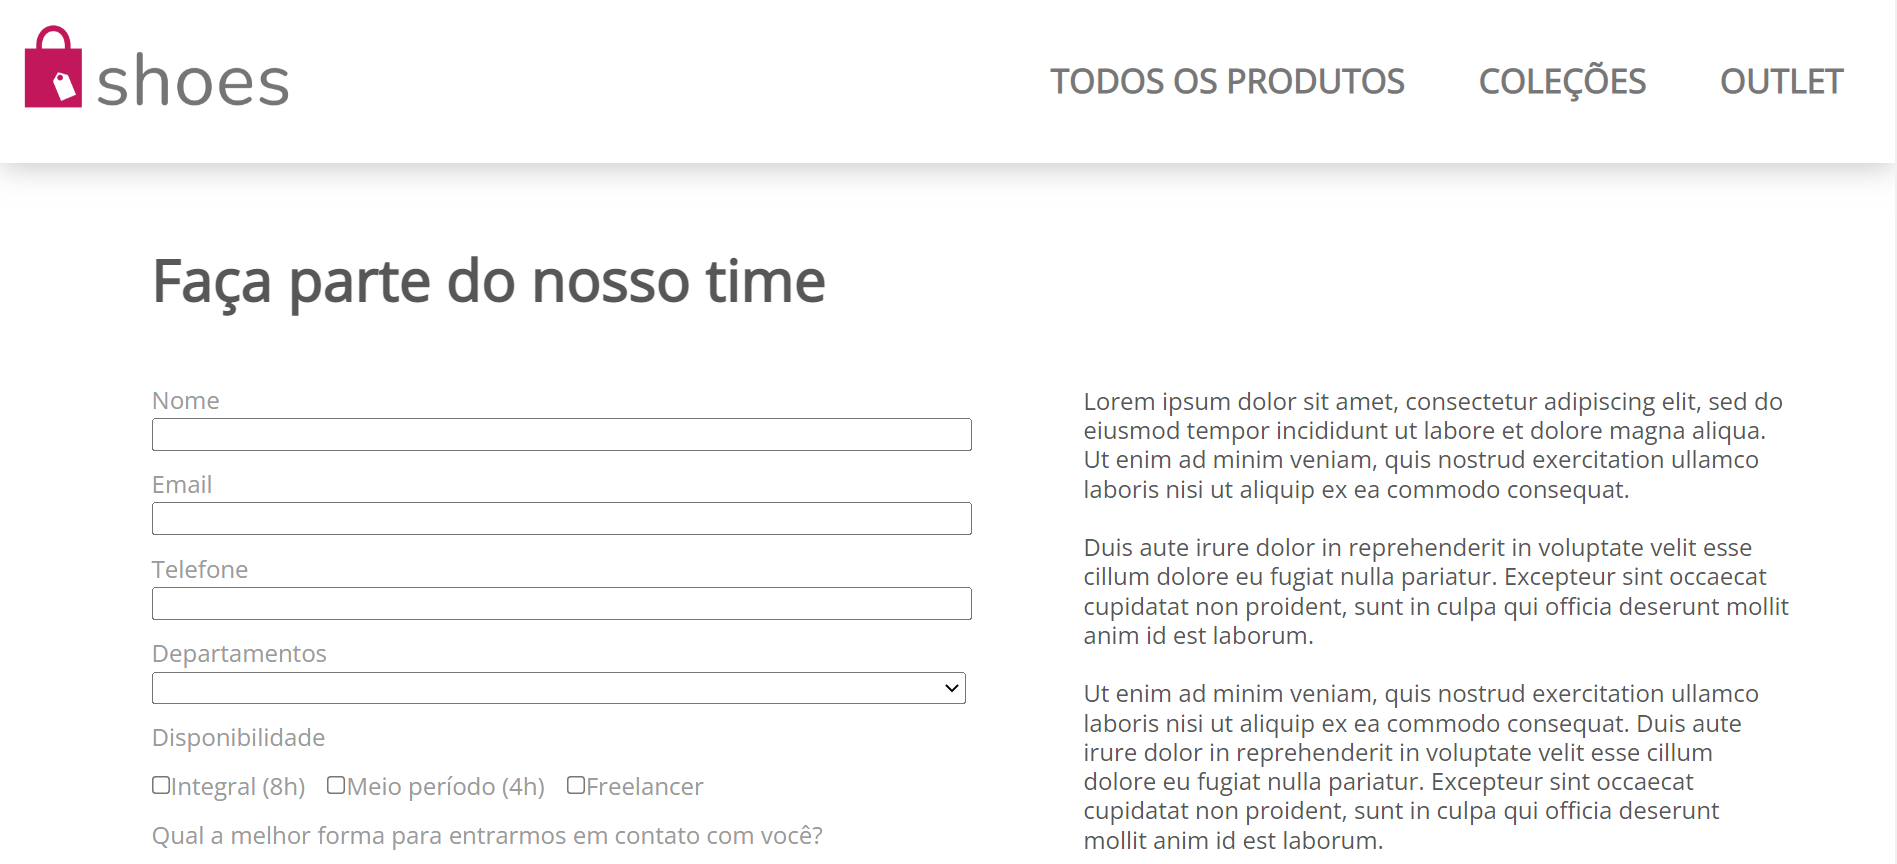 shoes
TODOS OS PRODUTOS
COLEÇÕES
OUTLET
Faça parte do nosso time
Nome
Email
Telefone
Departamentos
Disponibilidade
Integral (8h) Meio período (4h) Freelancer
Qual a melhor forma para entrarmos em contato com você?
Lorem ipsum dolor sit amet, consectetur adipiscing elit, sed do
eiusmod tempor incididunt ut labore et dolore magna aliqua.
Ut enim ad minim veniam, quis nostrud exercitation ullamco
laboris nisi ut aliquip ex ea commodo consequat.
Duis aute irure dolor in reprehenderit in voluptate velit esse
cillum dolore eu fugiat nulla pariatur. Excepteur sint occaecat
cupidatat non proident, sunt in culpa qui officia deserunt mollit
anim id est laborum.
Ut enim ad minim veniam, quis nostrud exercitation ullamco
laboris nisi ut aliquip ex ea commodo consequat. Duis aute
irure dolor in reprehenderit in voluptate velit esse cillum
dolore eu fugiat nulla pariatur. Excepteur sint occaecat
cupidatat non proident, sunt in culpa qui officia deserunt
mollit anim id est laborum.